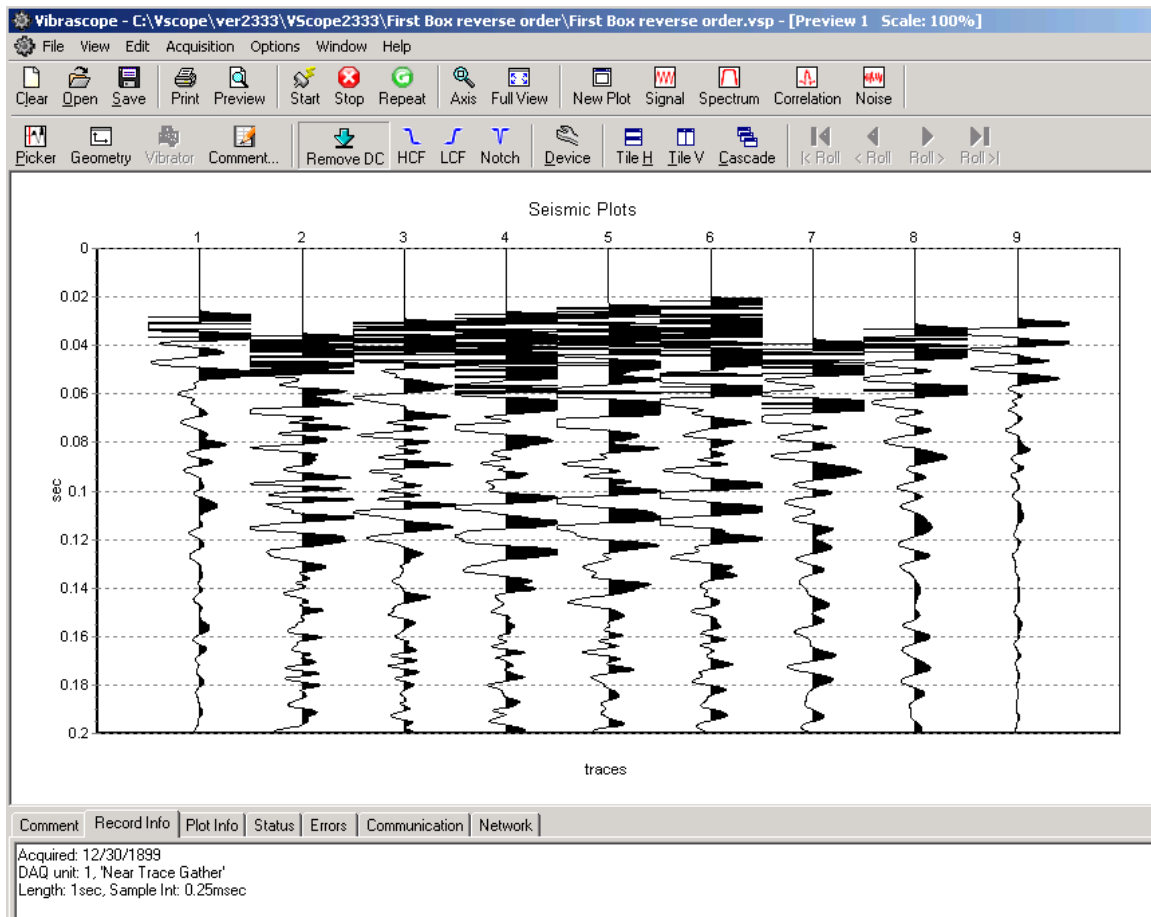 Vibrascope - C:\Vscope\ver2333\VScope2333\First Box reverse order\First Box reverse order.vsp - [Preview 1 Scale: 100%]
File View Edit Acquisition Options Window Help
Clear Open Save Print Preview Start Stop Repeat Axis Full View New Plot Signal Spectrum Correlation Noise
Picker Geometry Vibrator Comment... Remove DC HCF LCF Notch Device Tile H Tile V Cascade |< Roll < Roll Roll > Roll >|
Seismic Plots
1 2 3 4 5 6 7 8 9
0
0.02
0.04
0.06
0.08
sec
0.1
0.12
0.14
0.16
0.18
0.2
traces
Comment Record Info Plot Info Status Errors Communication Network
Acquired: 12/30/1899
DAQ unit: 1, 'Near Trace Gather'
Length: 1sec, Sample Int: 0.25msec